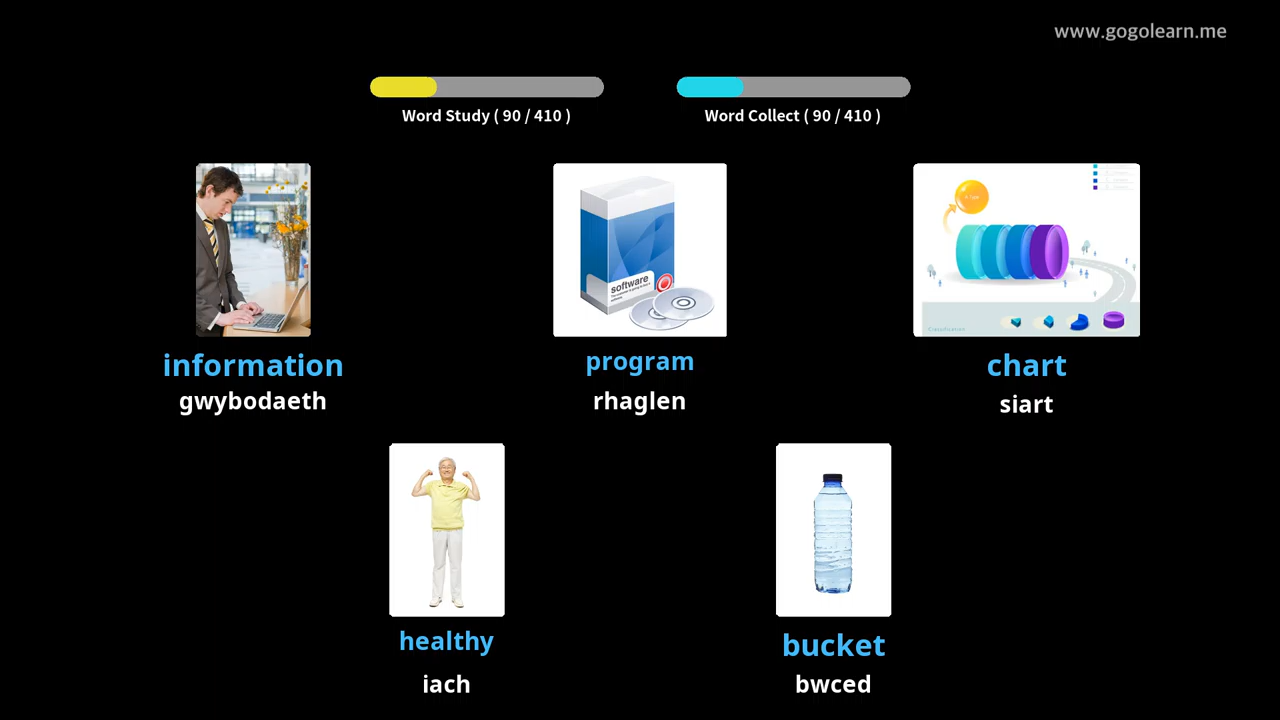 www.gogolearn.me
Word Study ( 90 / 410 )
Word Collect ( 90 / 410 )
software
information
program
chart
gwybodaeth
rhaglen
siart
healthy
bucket
iach
bwced